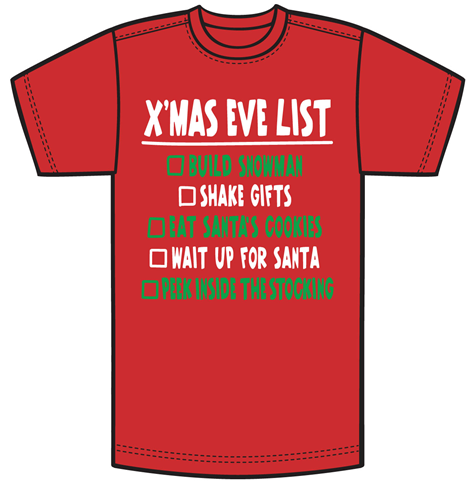 X'MAS EVE LIST
BUILD SNOWMAN
SHAKE GIFTS
EAT SANTA'S COOKIES
WAIT UP FOR SANTA
PEEK INSIDE THE STOCKING